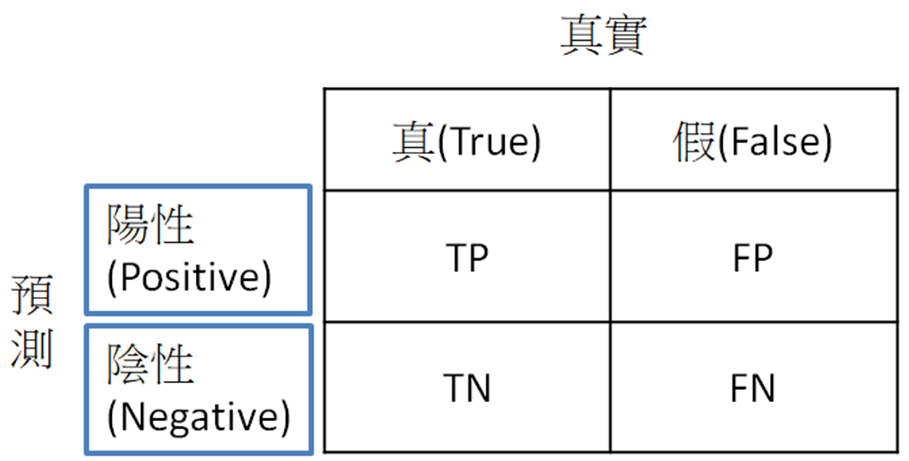 真實
真(True)
假(False)
預測
陽性
(Positive)
TP
FP
陰性
(Negative)
TN
FN